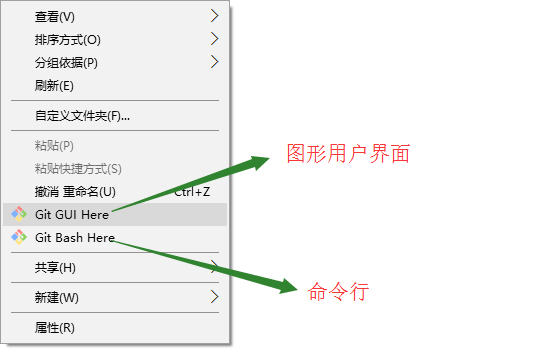 查看(V)
排序方式(O)
分组依据(P)
刷新(E)
自定义文件夹(F)...
粘贴(P)
粘贴快捷方式(S)
撤消 重命名(U) Ctrl+Z
Git GUI Here
Git Bash Here
共享(H)
新建(W)
属性(R)
图形用户界面
命令行